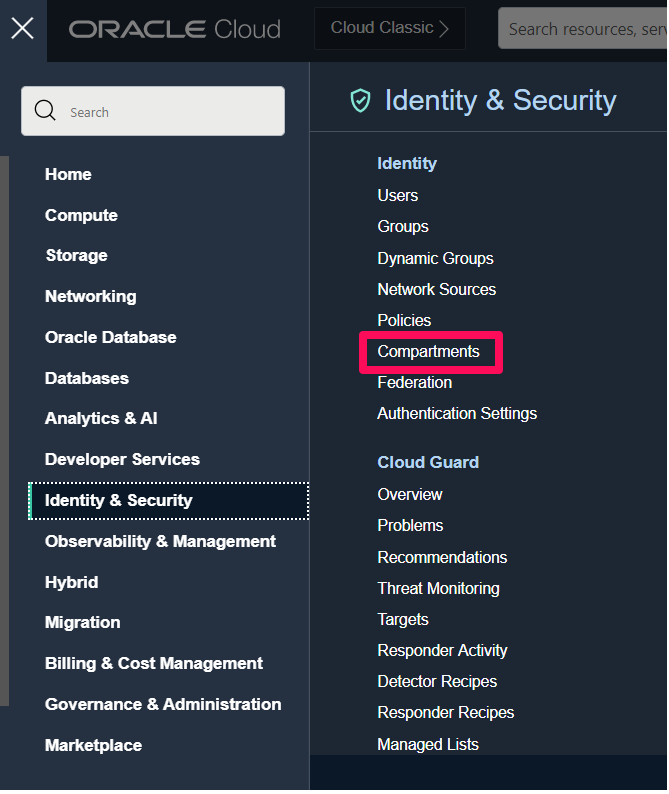 ORACLE Cloud
Cloud Classic
Search resources, ser
Search
Home
Compute
Storage
Networking
Oracle Database
Databases
Analytics & AI
Developer Services
Identity & Security
Observability & Management
Hybrid
Migration
Billing & Cost Management
Governance & Administration
Marketplace
Identity & Security
Identity
Users
Groups
Dynamic Groups
Network Sources
Policies
Compartments
Federation
Authentication Settings
Cloud Guard
Overview
Problems
Recommendations
Threat Monitoring
Targets
Responder Activity
Detector Recipes
Responder Recipes
Managed Lists